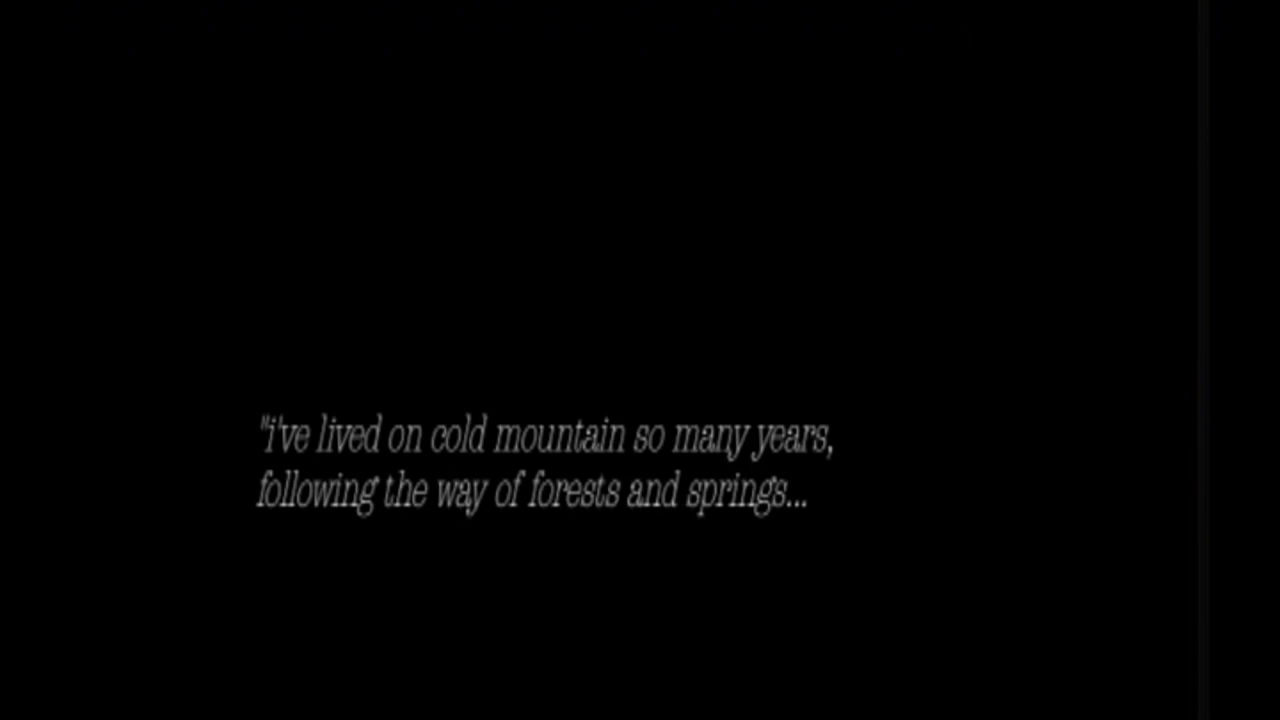 "i've lived on cold mountain so many years,
following the way of forests and springs...